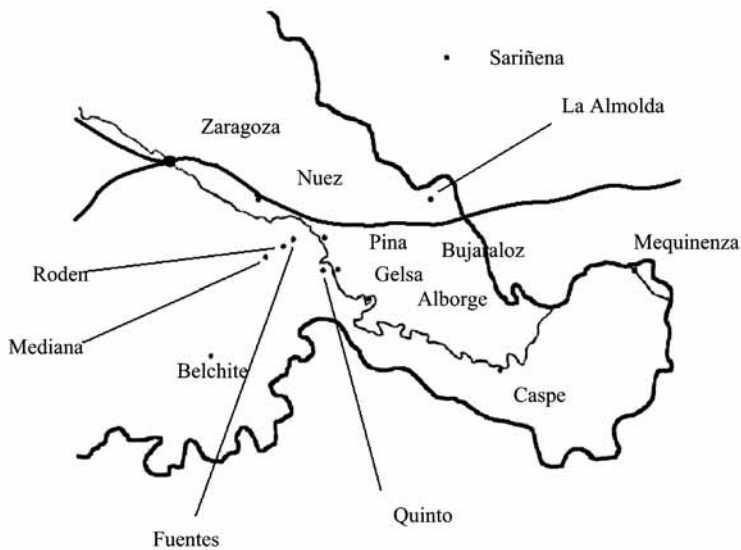 Sariñena
La Almolda
Zaragoza
Nuez
Pina
Bujaraloz
Mequinenza
Roden
Gelsa
Alborge
Mediana
Belchite
Caspe
Quinto
Fuentes